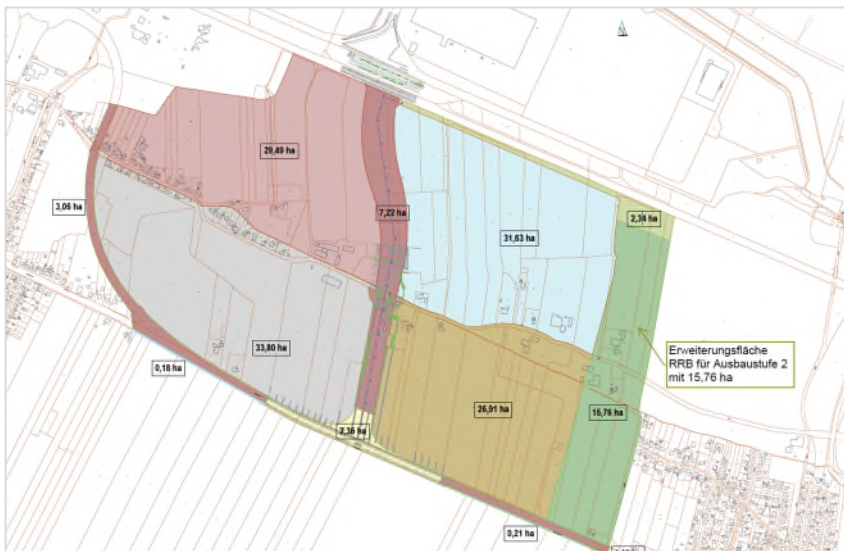 29,49 ha
3,06 ha
7,22 ha
2,34 ha
31,63 ha
33,80 ha
Erweiterungsfläche
RRB für Ausbaustufe 2
mit 15,76 ha
0,18 ha
26,91 ha
15,76 ha
2,36 ha
0,21 ha